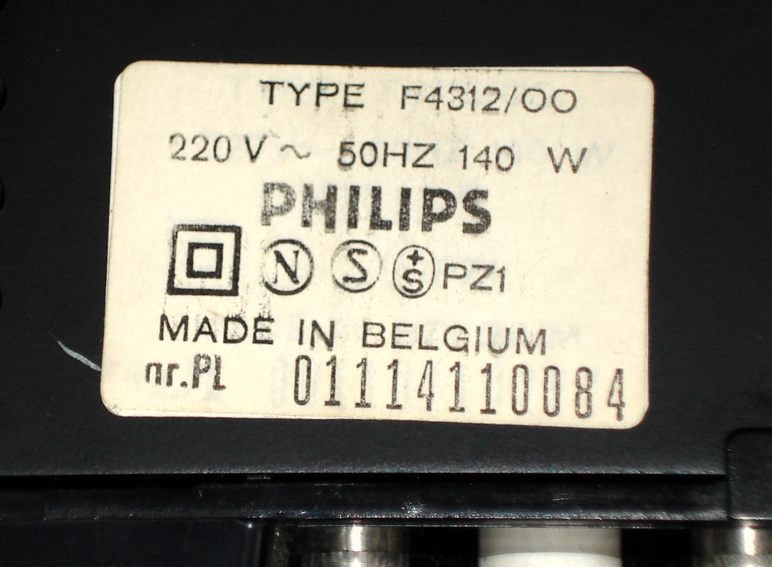 TYPE F4312/00
220 V ~ 50HZ 140 W
PHILIPS
N S +S PZ1
MADE IN BELGIUM
nr.PL 01114110084